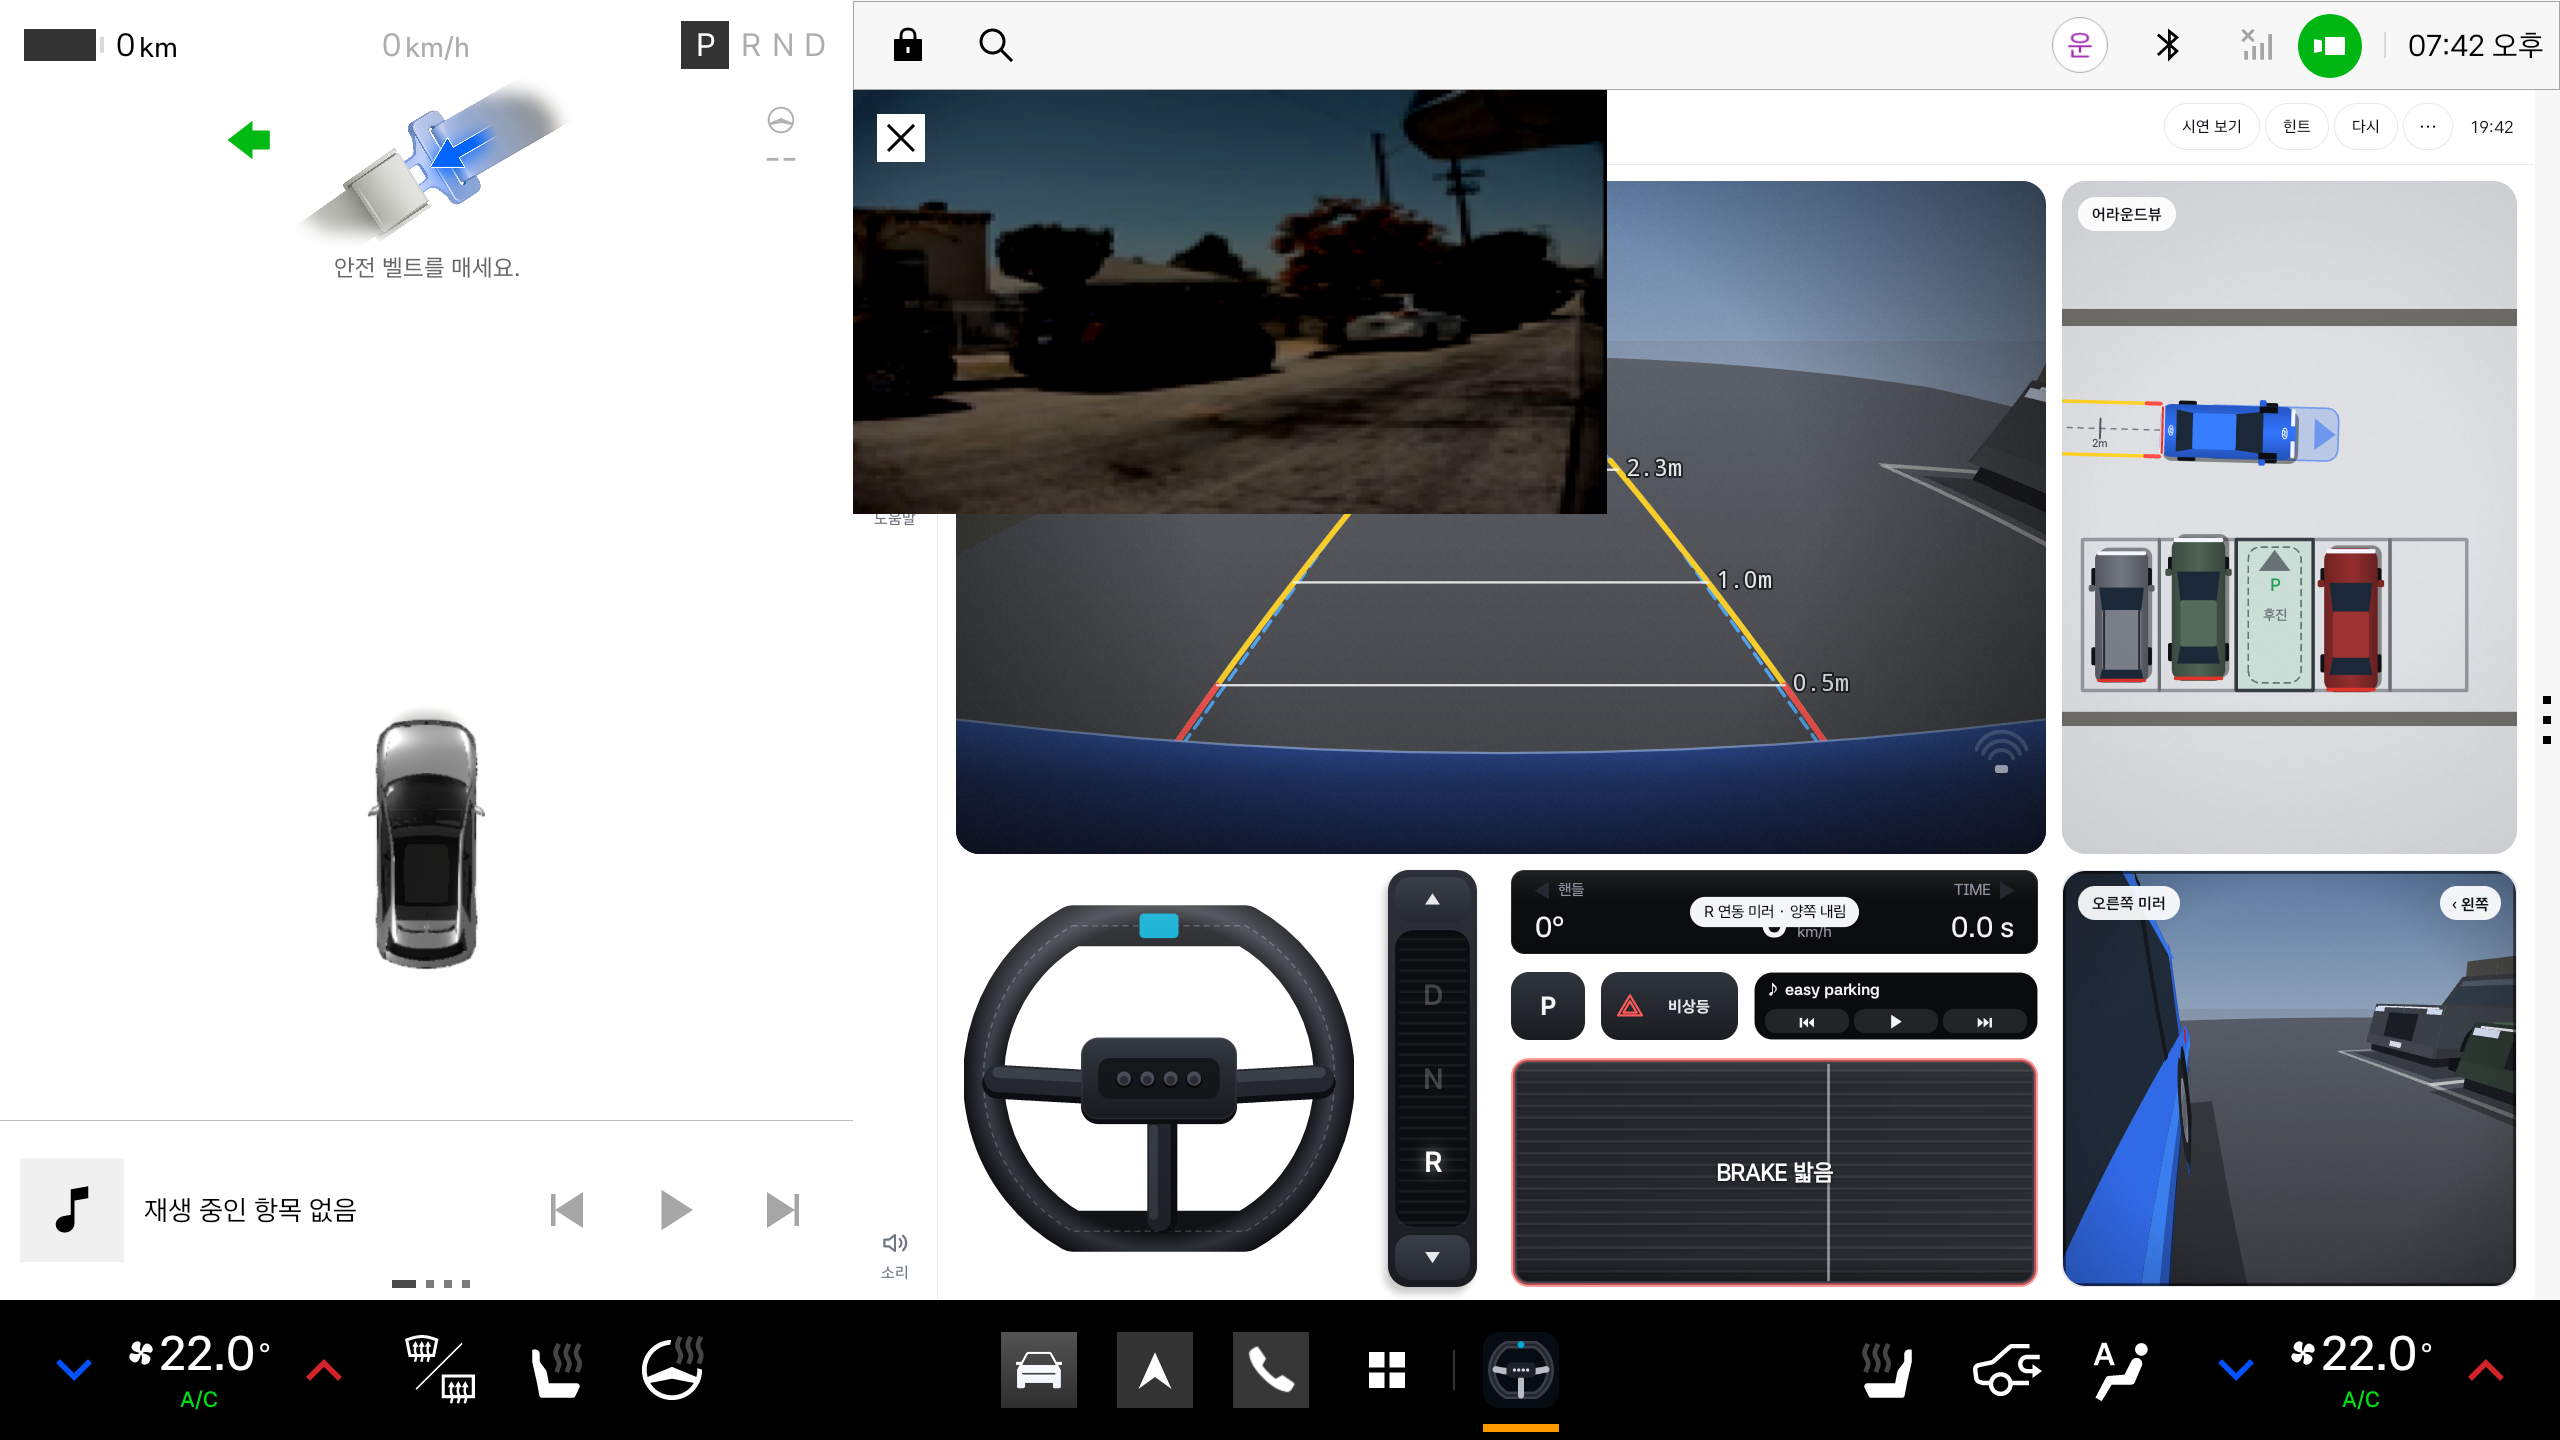 0 km
0 km/h
P R N D
안전 벨트를 매세요.
재생 중인 항목 없음
운
07:42 오후
시연 보기
힌트
다시
···
19:42
도움말
소리
2.3m
1.0m
0.5m
어라운드뷰
2m
P
후진
D
N
R
핸들
0°
R 연동 미러 · 양쪽 내림
km/h
TIME
0.0 s
P
비상등
♪ easy parking
BRAKE 밟음
오른쪽 미러
‹ 왼쪽
22.0°
A/C
A
22.0°
A/C